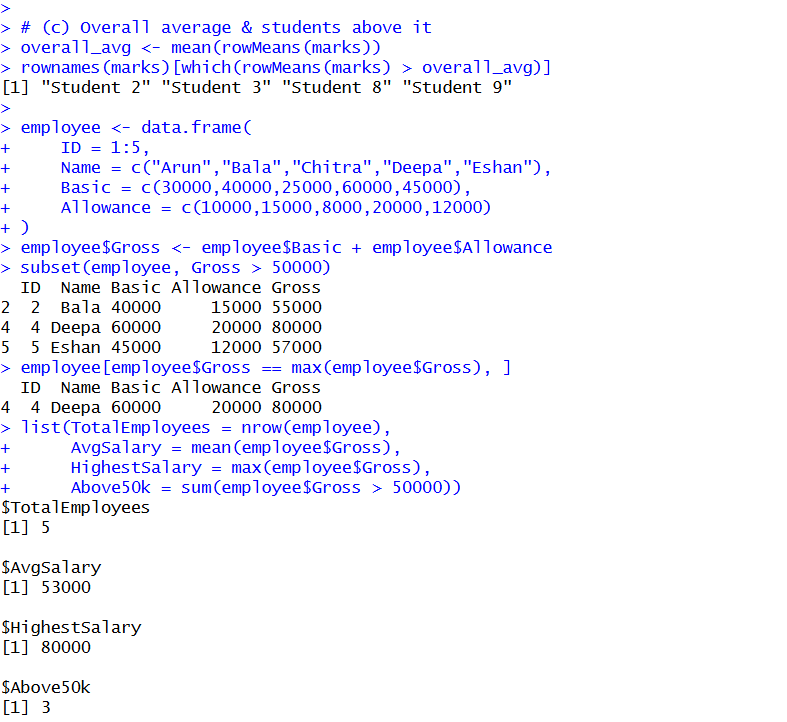 >
> # (c) Overall average & students above it
> overall_avg <- mean(rowMeans(marks))
> rownames(marks)[which(rowMeans(marks) > overall_avg)]
[1] "Student 2" "Student 3" "Student 8" "Student 9"
>
> employee <- data.frame(
+     ID = 1:5,
+     Name = c("Arun","Bala","Chitra","Deepa","Eshan"),
+     Basic = c(30000,40000,25000,60000,45000),
+     Allowance = c(10000,15000,8000,20000,12000)
+ )
> employee$Gross <- employee$Basic + employee$Allowance
> subset(employee, Gross > 50000)
  ID  Name Basic Allowance Gross
2  2  Bala 40000     15000 55000
4  4 Deepa 60000     20000 80000
5  5 Eshan 45000     12000 57000
> employee[employee$Gross == max(employee$Gross), ]
  ID  Name Basic Allowance Gross
4  4 Deepa 60000     20000 80000
> list(TotalEmployees = nrow(employee),
+      AvgSalary = mean(employee$Gross),
+      HighestSalary = max(employee$Gross),
+      Above50k = sum(employee$Gross > 50000))
$TotalEmployees
[1] 5

$AvgSalary
[1] 53000

$HighestSalary
[1] 80000

$Above50k
[1] 3